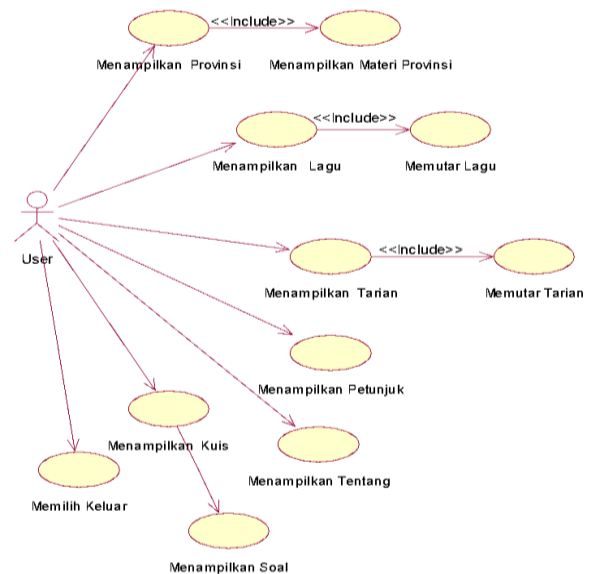 <<Include>>
Menampilkan Provinsi
Menampilkan Materi Provinsi
<<Include>>
Menampilkan Lagu
Memutar Lagu
User
<<Include>>
Menampilkan Tarian
Memutar Tarian
Menampilkan Petunjuk
Menampilkan Kuis
Menampilkan Tentang
Memilih Keluar
Menampilkan Soal